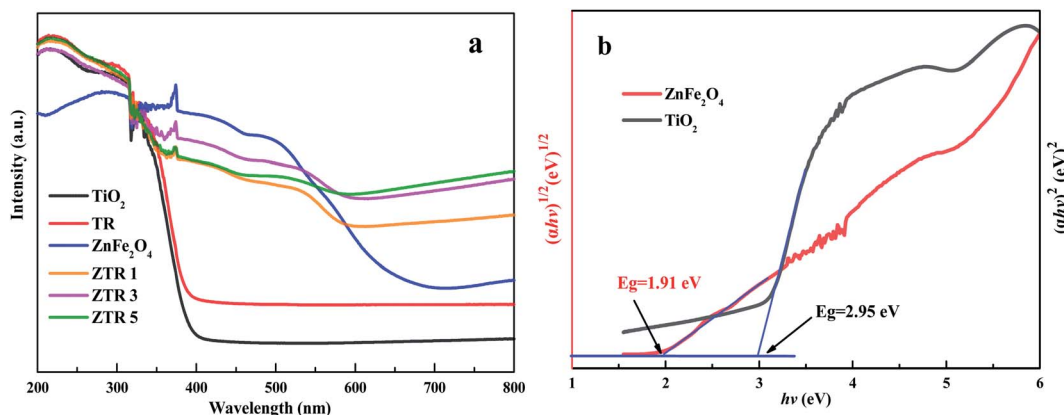 a
Intensity (a.u.)
TiO₂
TR
ZnFe₂O₄
ZTR 1
ZTR 3
ZTR 5
200 300 400 500 600 700 800
Wavelength (nm)
b
(αhν)^1/2 (eV)^1/2
ZnFe₂O₄
TiO₂
(αhν)^2 (eV)^2
Eg=1.91 eV
Eg=2.95 eV
1 2 3 4 5 6
hν (eV)